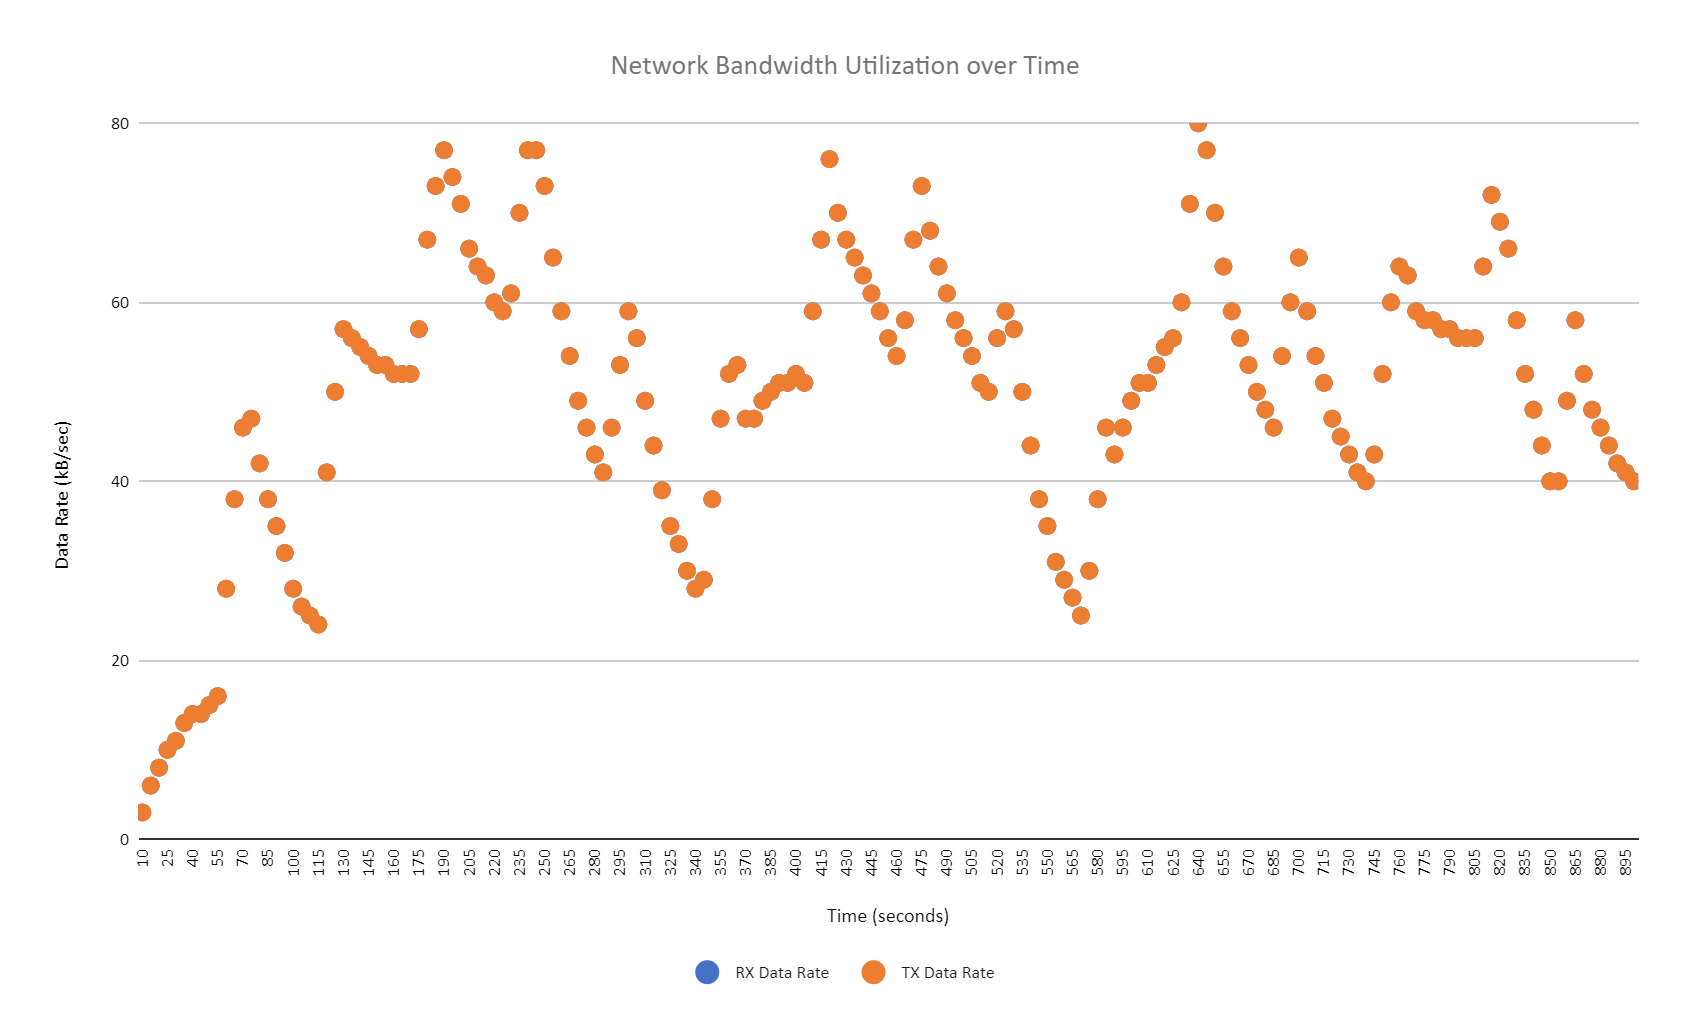 Network Bandwidth Utilization over Time
80
60
40
20
0
Data Rate (kB/sec)
10 25 40 55 70 85 100 115 130 145 160 175 190 205 220 235 250 265 280 295 310 325 340 355 370 385 400 415 430 445 460 475 490 505 520 535 550 565 580 595 610 625 640 655 670 685 700 715 730 745 760 775 790 805 820 835 850 865 880 895
Time (seconds)
RX Data Rate TX Data Rate